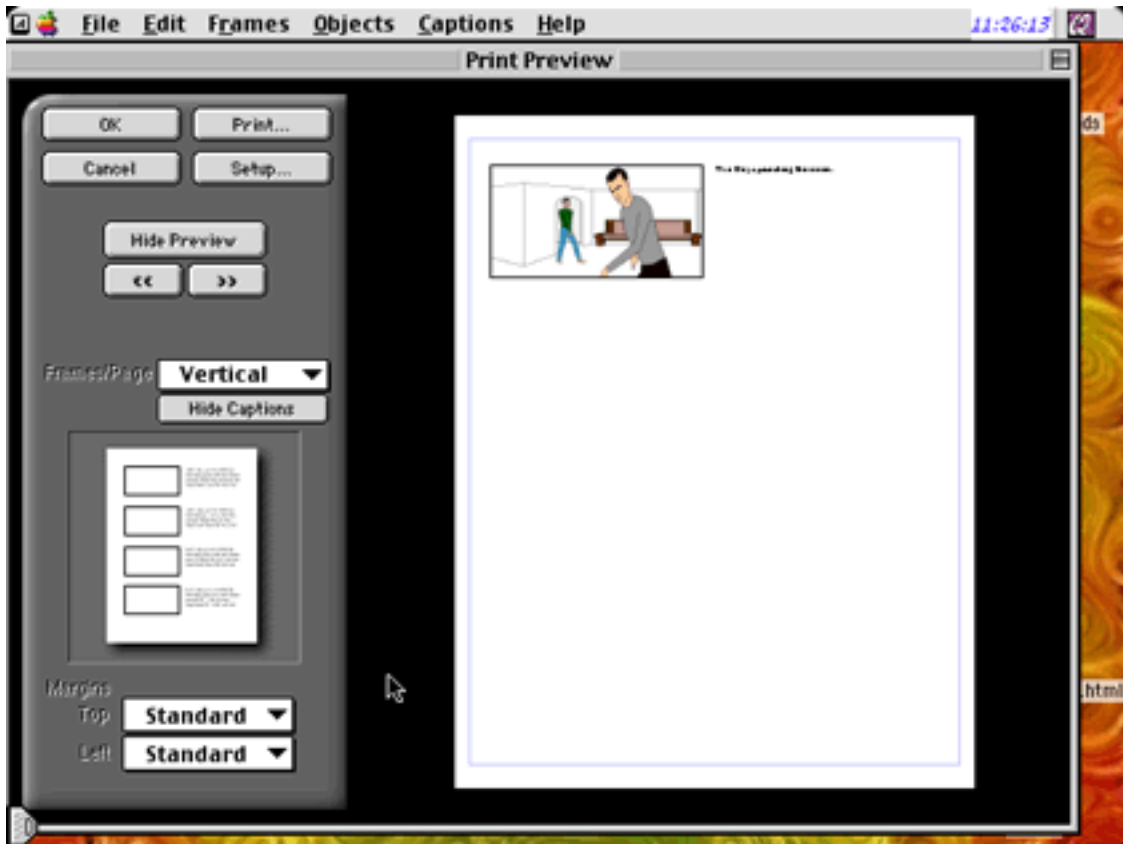 File Edit Frames Objects Captions Help 11:26:13
Print Preview
OK Print...
Cancel Setup...
Hide Preview
<< >>
Frames/Page Vertical
Hide Captions
Margins
Top Standard
Left Standard
ds
.html